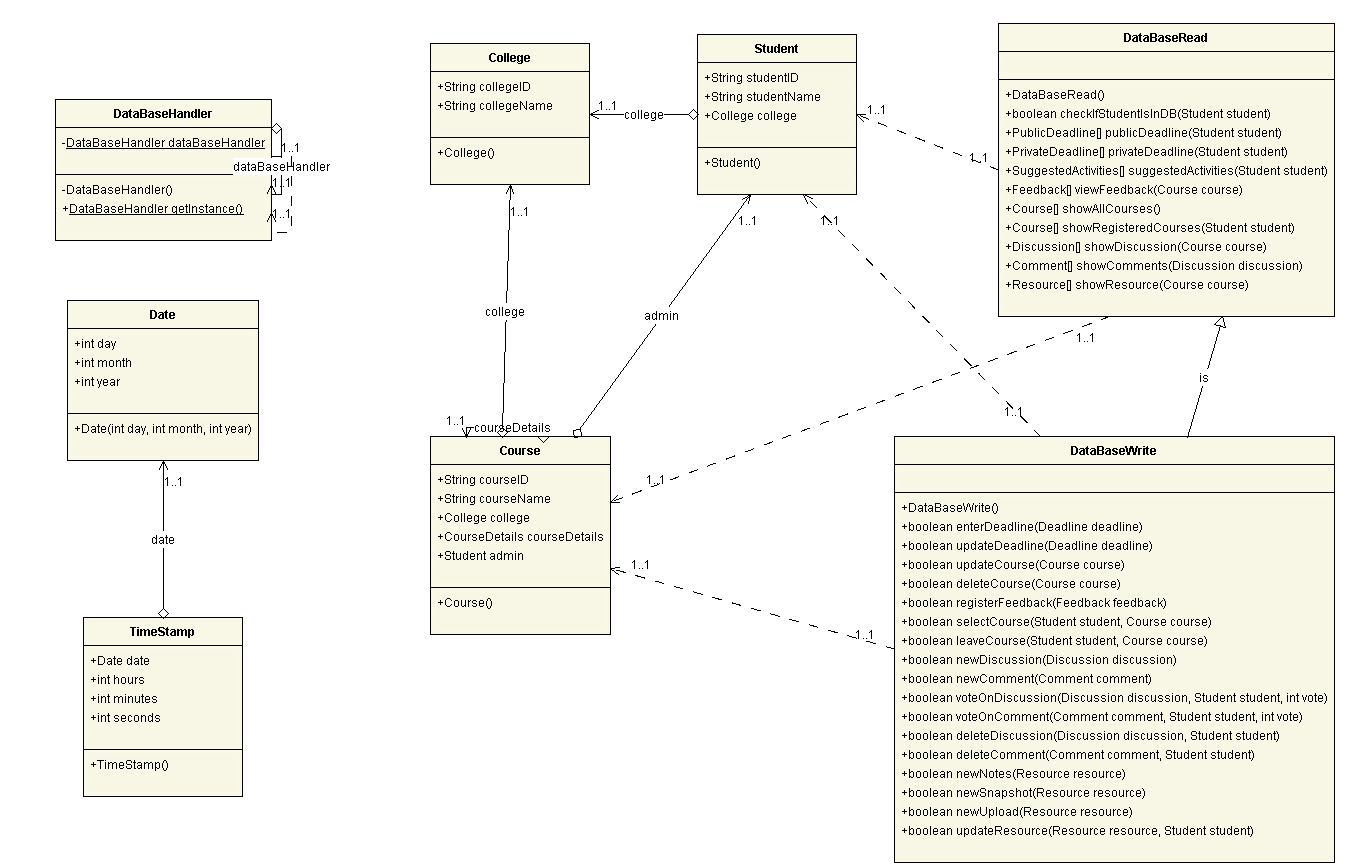 DataBaseHandler
-DataBaseHandler dataBaseHandler
-DataBaseHandler()
+DataBaseHandler getInstance()
1..1
dataBaseHandler
1..1
1..1
College
+String collegeID
+String collegeName
+College()
1..1
college
Student
+String studentID
+String studentName
+College college
+Student()
1..1
1..1
DataBaseRead
+DataBaseRead()
+boolean checkIfStudentIsInDB(Student student)
+PublicDeadline[] publicDeadline(Student student)
+PrivateDeadline[] privateDeadline(Student student)
+SuggestedActivities[] suggestedActivities(Student student)
+Feedback[] viewFeedback(Course course)
+Course[] showAllCourses()
+Course[] showRegisteredCourses(Student student)
+Discussion[] showDiscussion(Course course)
+Comment[] showComments(Discussion discussion)
+Resource[] showResource(Course course)
1..1
1..1
1..1
college
admin
1..1
is
1..1
Date
+int day
+int month
+int year
+Date(int day, int month, int year)
1..1
date
TimeStamp
+Date date
+int hours
+int minutes
+int seconds
+TimeStamp()
1..1
courseDetails
Course
+String courseID
+String courseName
+College college
+CourseDetails courseDetails
+Student admin
+Course()
1..1
1..1
1..1
DataBaseWrite
+DataBaseWrite()
+boolean enterDeadline(Deadline deadline)
+boolean updateDeadline(Deadline deadline)
+boolean updateCourse(Course course)
+boolean deleteCourse(Course course)
+boolean registerFeedback(Feedback feedback)
+boolean selectCourse(Student student, Course course)
+boolean leaveCourse(Student student, Course course)
+boolean newDiscussion(Discussion discussion)
+boolean newComment(Comment comment)
+boolean voteOnDiscussion(Discussion discussion, Student student, int vote)
+boolean voteOnComment(Comment comment, Student student, int vote)
+boolean deleteDiscussion(Discussion discussion, Student student)
+boolean deleteComment(Comment comment, Student student)
+boolean newNotes(Resource resource)
+boolean newSnapshot(Resource resource)
+boolean newUpload(Resource resource)
+boolean updateResource(Resource resource, Student student)